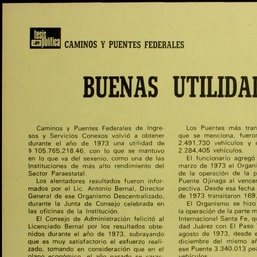 tesis
política
CAMINOS Y PUENTES FEDERALES
BUENAS UTILIDA
Caminos y Puentes Federales de Ingre-
sos y Servicios Conexos volvió a obtener
durante el año de 1973 una utilidad de
$ 105.765,218.46, con lo que se mantuvo
en lo que va del sexenio, como una de las
Instituciones de más alto rendimiento del
Sector Paraestatal.
Los alentadores resultados fueron infor-
mados por el Lic. Antonio Bernal, Director
General de ese Organismo Descentralizado,
durante la Junta de Consejo celebrada en
las oficinas de la Institución.
El Consejo de Administración felicitó al
Licenciado Bernal por los resultados obte-
nidos durante el año de 1973, subrayando
que es muy satisfactorio el esfuerzo reali-
zado, tomando en consideración que en el
Los Puentes más tran
que se menciona, fueron
2.491,730 vehículos y e
2.284,405 vehículos.
El funcionario agregó
marzo de 1973 el Organism
de la operación de la p
Puente Ojinaga al vence
pectiva. Desde esa fecha
de 1973 transitaron 169,
El Organismo se hizo
la operación de la parte m
Internacional Santa Fe, q
dad Juárez con El Paso
agosto de 1973, desde
diciembre del mismo añ
ese Puente 3.340,013 pe
vehículos.